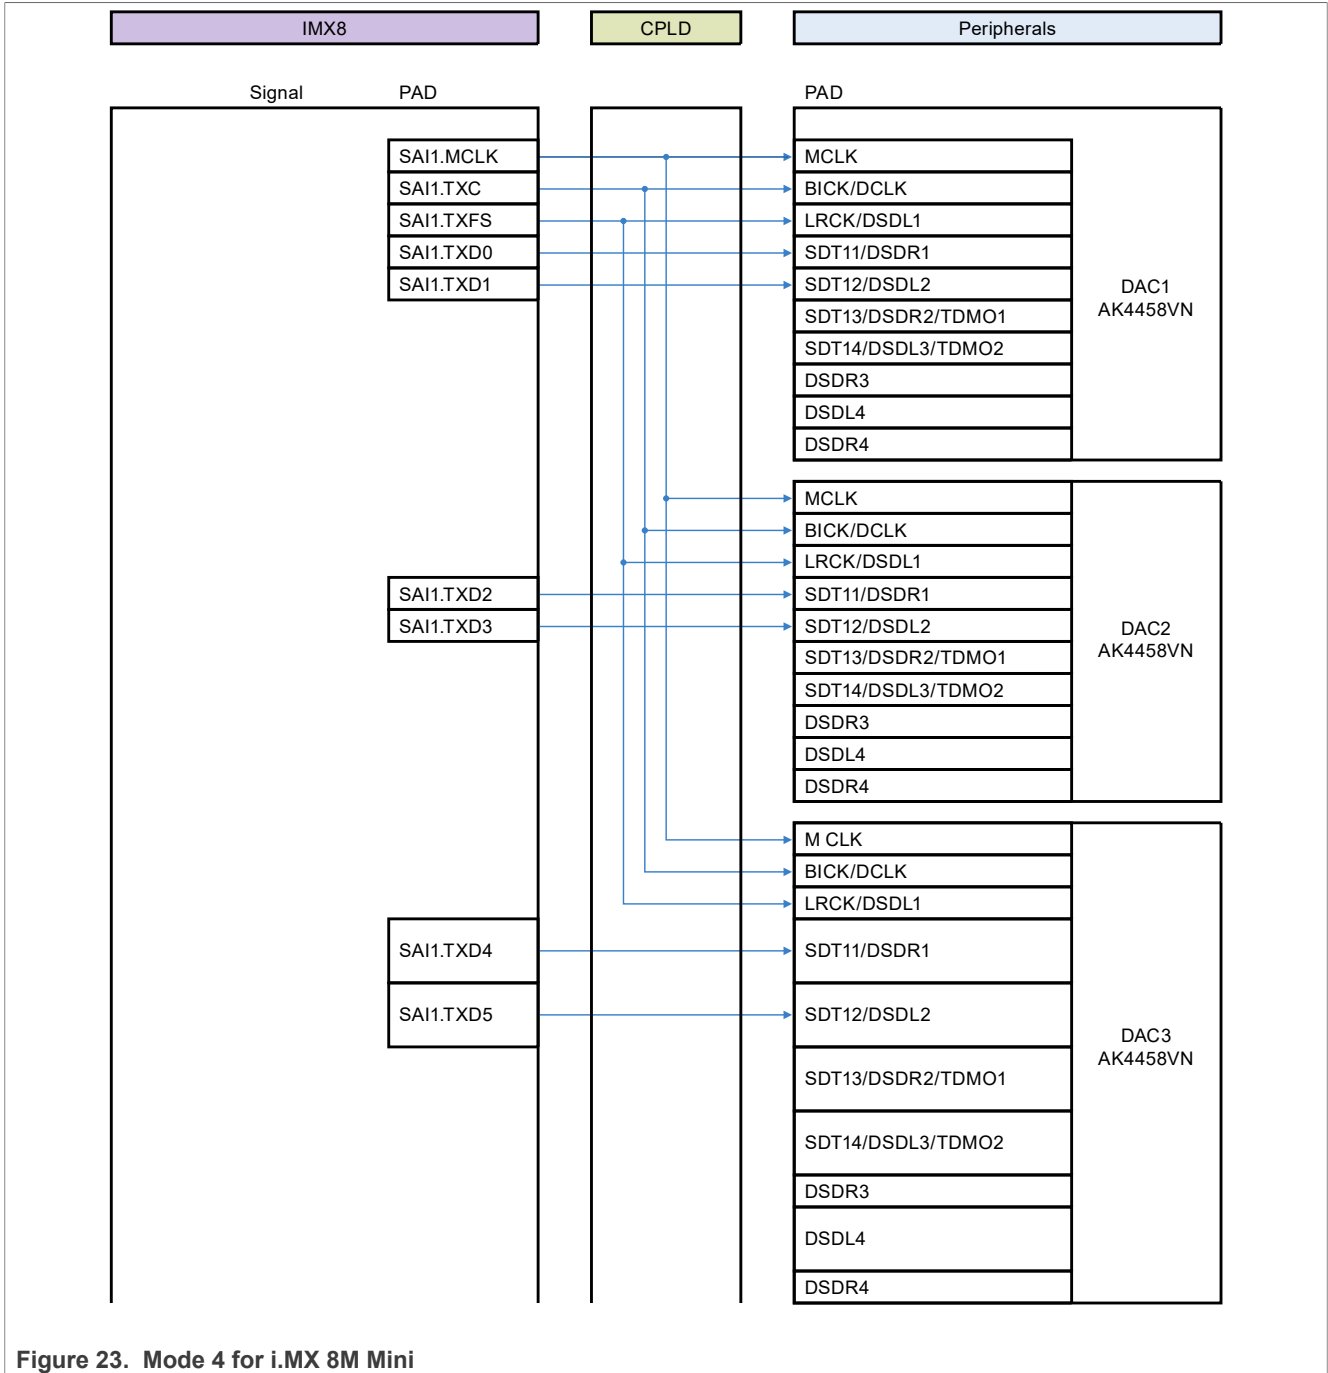 IMX8
CPLD
Peripherals
Signal
PAD
PAD
SAI1.MCLK
SAI1.TXC
SAI1.TXFS
SAI1.TXD0
SAI1.TXD1
MCLK
BICK/DCLK
LRCK/DSDL1
SDT11/DSDR1
SDT12/DSDL2
SDT13/DSDR2/TDMO1
SDT14/DSDL3/TDMO2
DSDR3
DSDL4
DSDR4
DAC1
AK4458VN
SAI1.TXD2
SAI1.TXD3
MCLK
BICK/DCLK
LRCK/DSDL1
SDT11/DSDR1
SDT12/DSDL2
SDT13/DSDR2/TDMO1
SDT14/DSDL3/TDMO2
DSDR3
DSDL4
DSDR4
DAC2
AK4458VN
SAI1.TXD4
SAI1.TXD5
M CLK
BICK/DCLK
LRCK/DSDL1
SDT11/DSDR1
SDT12/DSDL2
SDT13/DSDR2/TDMO1
SDT14/DSDL3/TDMO2
DSDR3
DSDL4
DSDR4
DAC3
AK4458VN
Figure 23. Mode 4 for i.MX 8M Mini